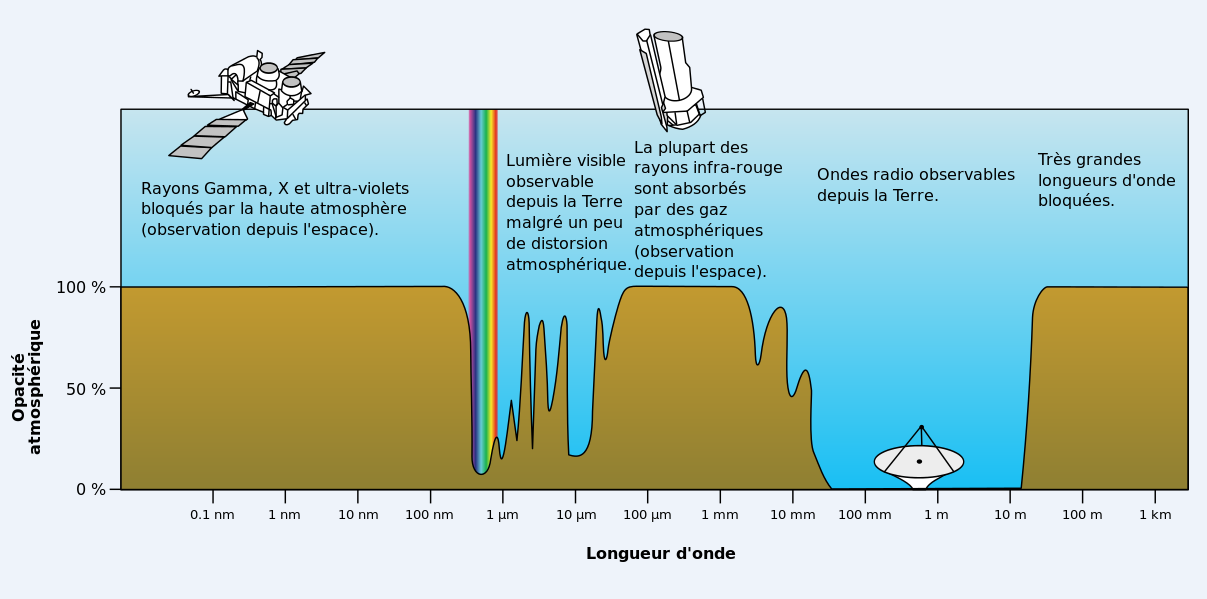 Rayons Gamma, X et ultra-violets
bloqués par la haute atmosphère
(observation depuis l'espace).
Lumière visible
observable
depuis la Terre
malgré un peu
de distorsion
atmosphérique.
La plupart des
rayons infra-rouge
sont absorbés
par des gaz
atmosphériques
(observation
depuis l'espace).
Ondes radio observables
depuis la Terre.
Très grandes
longueurs d'onde
bloquées.
Opacité
atmosphérique
100 %
50 %
0 %
0.1 nm
1 nm
10 nm
100 nm
1 µm
10 µm
100 µm
1 mm
10 mm
100 mm
1 m
10 m
100 m
1 km
Longueur d'onde